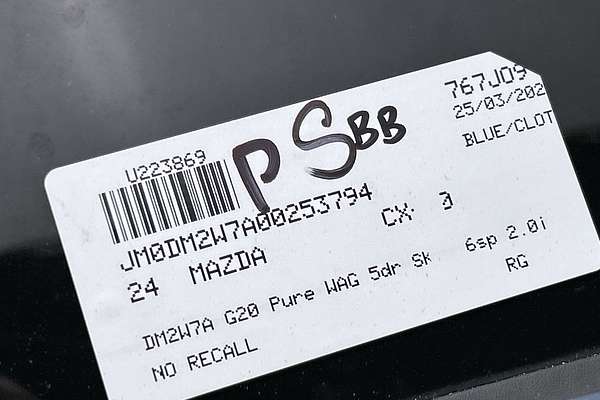 767J09
25/03/202
BLUE/CLOT
U223869
P SBB
JM0DM2W7A00253794
24 MAZDA CX 3
DM2W7A G20 Pure WAG 5dr SK 6sp 2.0i
NO RECALL RG